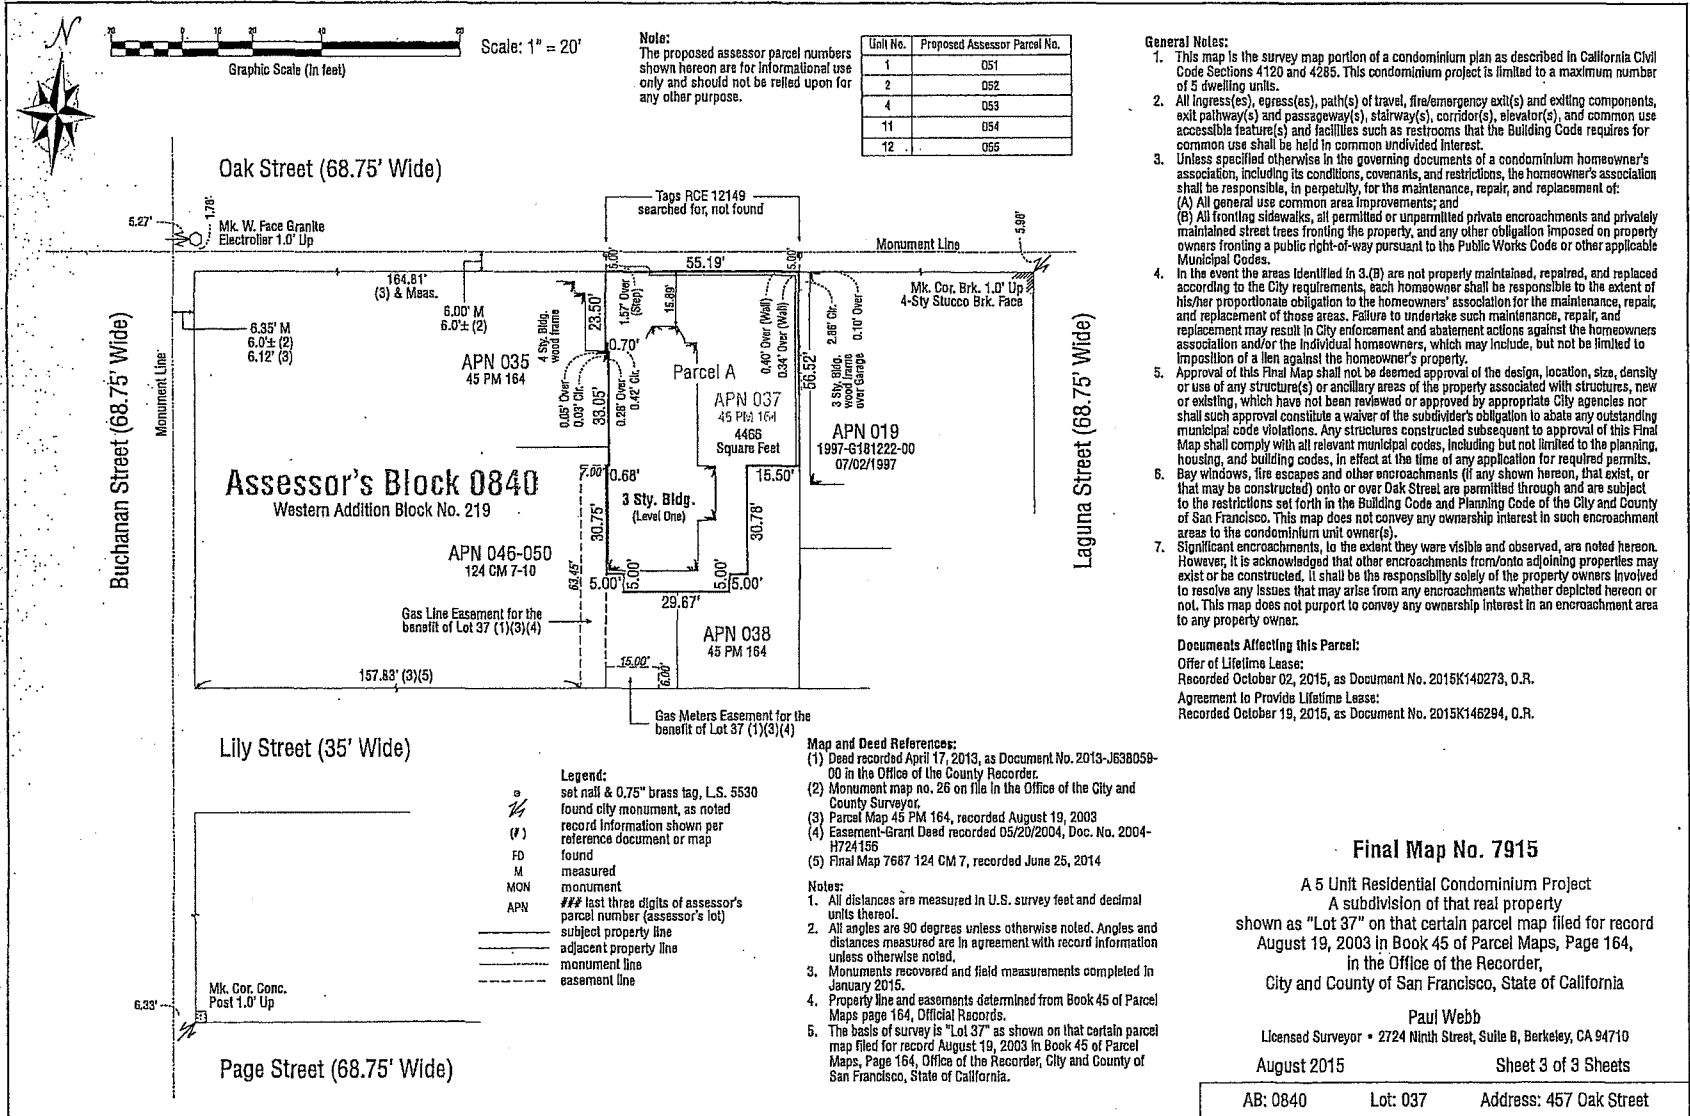 N
20 0 10 20 40 80
Graphic Scale (in feet)
Scale: 1" = 20'
Note:
The proposed assessor parcel numbers
shown hereon are for informational use
only and should not be relied upon for
any other purpose.
Unit No. Proposed Assessor Parcel No.
1 051
2 052
4 053
11 054
12 055
Oak Street (68.75' Wide)
Tags RCE 12149
searched for, not found
5.27'
1.78'
Mk. W. Face Granite
Electrolier 1.0' Up
Monument Line
5.98'
5.00'
55.19'
5.00'
164.81'
(3) & Meas.
6.00' M
6.0'± (2)
Mk. Cor. Brk. 1.0' Up
4-Sty Stucco Brk. Face
6.35' M
6.0'± (2)
6.12' (3)
4 Sty. Bldg.
wood frame
23.50'
1.57' Over
(Step)
15.89'
0.40' Over (Wall)
0.34' Over (Wall)
2.86' Clr.
0.10' Over
56.52'
3 Sty. Bldg.
wood frame
over Garage
0.70'
APN 035
45 PM 164
Parcel A
APN 037
45 PM 164
4466
Square Feet
0.05' Over
0.03' Clr.
33.05'
0.28' Over
0.42' Clr.
APN 019
1997-G181222-00
07/02/1997
Buchanan Street (68.75' Wide)
Monument Line
Laguna Street (68.75' Wide)
Assessor's Block 0840
Western Addition Block No. 219
7.00'
0.68'
15.50'
3 Sty. Bldg.
(Level One)
30.75'
30.78'
APN 046-050
124 CM 7-10
63.45'
5.00'
5.00'
5.00'
5.00'
29.67'
Gas Line Easement for the
benefit of Lot 37 (1)(3)(4)
APN 038
45 PM 164
15.00'
6.00'
157.83' (3)(5)
Gas Meters Easement for the
benefit of Lot 37 (1)(3)(4)
Lily Street (35' Wide)
Legend:
set nail & 0.75" brass tag, L.S. 5530
found city monument, as noted
(#) record information shown per
reference document or map
FD found
M measured
MON monument
APN ### last three digits of assessor's
parcel number (assessor's lot)
subject property line
adjacent property line
monument line
easement line
Mk. Cor. Conc.
Post 1.0' Up
6.33'
Page Street (68.75' Wide)
Map and Deed References:
(1) Deed recorded April 17, 2013, as Document No. 2013-J638059-
00 in the Office of the County Recorder.
(2) Monument map no. 26 on file in the Office of the City and
County Surveyor.
(3) Parcel Map 45 PM 164, recorded August 19, 2003
(4) Easement-Grant Deed recorded 05/20/2004, Doc. No. 2004-
H724156
(5) Final Map 7687 124 CM 7, recorded June 25, 2014
Notes:
1. All distances are measured in U.S. survey feet and decimal
units thereof.
2. All angles are 90 degrees unless otherwise noted. Angles and
distances measured are in agreement with record information
unless otherwise noted.
3. Monuments recovered and field measurements completed in
January 2015.
4. Property line and easements determined from Book 45 of Parcel
Maps page 164, Official Records.
5. The basis of survey is "Lot 37" as shown on that certain parcel
map filed for record August 19, 2003 in Book 45 of Parcel
Maps, Page 164, Office of the Recorder, City and County of
San Francisco, State of California.
General Notes:
1. This map is the survey map portion of a condominium plan as described in California Civil
Code Sections 4120 and 4285. This condominium project is limited to a maximum number
of 5 dwelling units.
2. All ingress(es), egress(es), path(s) of travel, fire/emergency exit(s) and exiting components,
exit pathway(s) and passageway(s), stairway(s), corridor(s), elevator(s), and common use
accessible feature(s) and facilities such as restrooms that the Building Code requires for
common use shall be held in common undivided interest.
3. Unless specified otherwise in the governing documents of a condominium homeowner's
association, including its conditions, covenants, and restrictions, the homeowner's association
shall be responsible, in perpetuity, for the maintenance, repair, and replacement of:
(A) All general use common area improvements; and
(B) All fronting sidewalks, all permitted or unpermitted private encroachments and privately
maintained street trees fronting the property, and any other obligation imposed on property
owners fronting a public right-of-way pursuant to the Public Works Code or other applicable
Municipal Codes.
4. In the event the areas identified in 3.(B) are not properly maintained, repaired, and replaced
according to the City requirements, each homeowner shall be responsible to the extent of
his/her proportionate obligation to the homeowners' association for the maintenance, repair,
and replacement of those areas. Failure to undertake such maintenance, repair, and
replacement may result in City enforcement and abatement actions against the homeowners
association and/or the individual homeowners, which may include, but not be limited to
imposition of a lien against the homeowner's property.
5. Approval of this Final Map shall not be deemed approval of the design, location, size, density
or use of any structure(s) or ancillary areas of the property associated with structures, new
or existing, which have not been reviewed or approved by appropriate City agencies nor
shall such approval constitute a waiver of the subdivider's obligation to abate any outstanding
municipal code violations. Any structures constructed subsequent to approval of this Final
Map shall comply with all relevant municipal codes, including but not limited to the planning,
housing, and building codes, in effect at the time of any application for required permits.
6. Bay windows, fire escapes and other encroachments (if any shown hereon, that exist, or
that may be constructed) onto or over Oak Street are permitted through and are subject
to the restrictions set forth in the Building Code and Planning Code of the City and County
of San Francisco. This map does not convey any ownership interest in such encroachment
areas to the condominium unit owner(s).
7. Significant encroachments, to the extent they were visible and observed, are noted hereon.
However, it is acknowledged that other encroachments from/onto adjoining properties may
exist or be constructed. It shall be the responsibility solely of the property owners involved
to resolve any issues that may arise from any encroachments whether depicted hereon or
not. This map does not purport to convey any ownership interest in an encroachment area
to any property owner.
Documents Affecting this Parcel:
Offer of Lifetime Lease:
Recorded October 02, 2015, as Document No. 2015K140273, O.R.
Agreement to Provide Lifetime Lease:
Recorded October 19, 2015, as Document No. 2015K146294, O.R.
Final Map No. 7915
A 5 Unit Residential Condominium Project
A subdivision of that real property
shown as "Lot 37" on that certain parcel map filed for record
August 19, 2003 in Book 45 of Parcel Maps, Page 164,
in the Office of the Recorder,
City and County of San Francisco, State of California
Paul Webb
Licensed Surveyor • 2724 Ninth Street, Suite B, Berkeley, CA 94710
August 2015 Sheet 3 of 3 Sheets
AB: 0840 Lot: 037 Address: 457 Oak Street